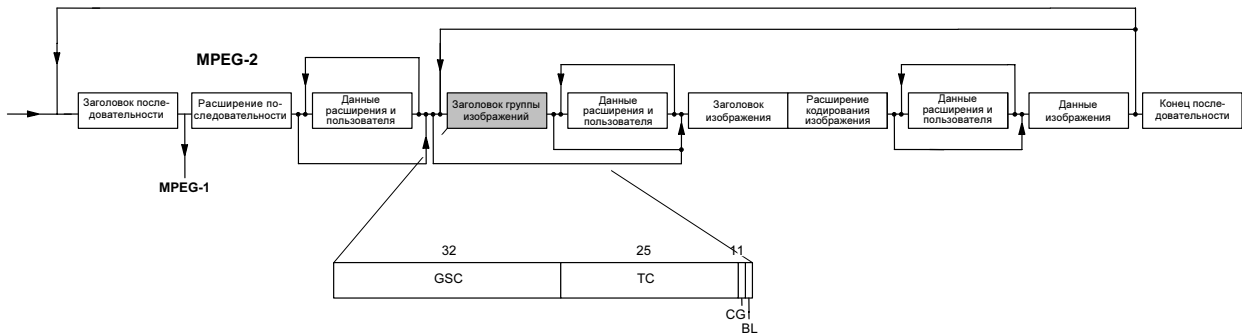 MPEG-2
Заголовок после-
довательности
Расширение по-
следовательности
Данные
расширения и
пользователя
Заголовок группы
изображений
Данные
расширения и
пользователя
Заголовок
изображения
Расширение
кодирования
изображения
Данные
расширения и
пользователя
Данные
изображения
Конец после-
довательности
MPEG-1
32
25
11
GSC
TC
CG
BL